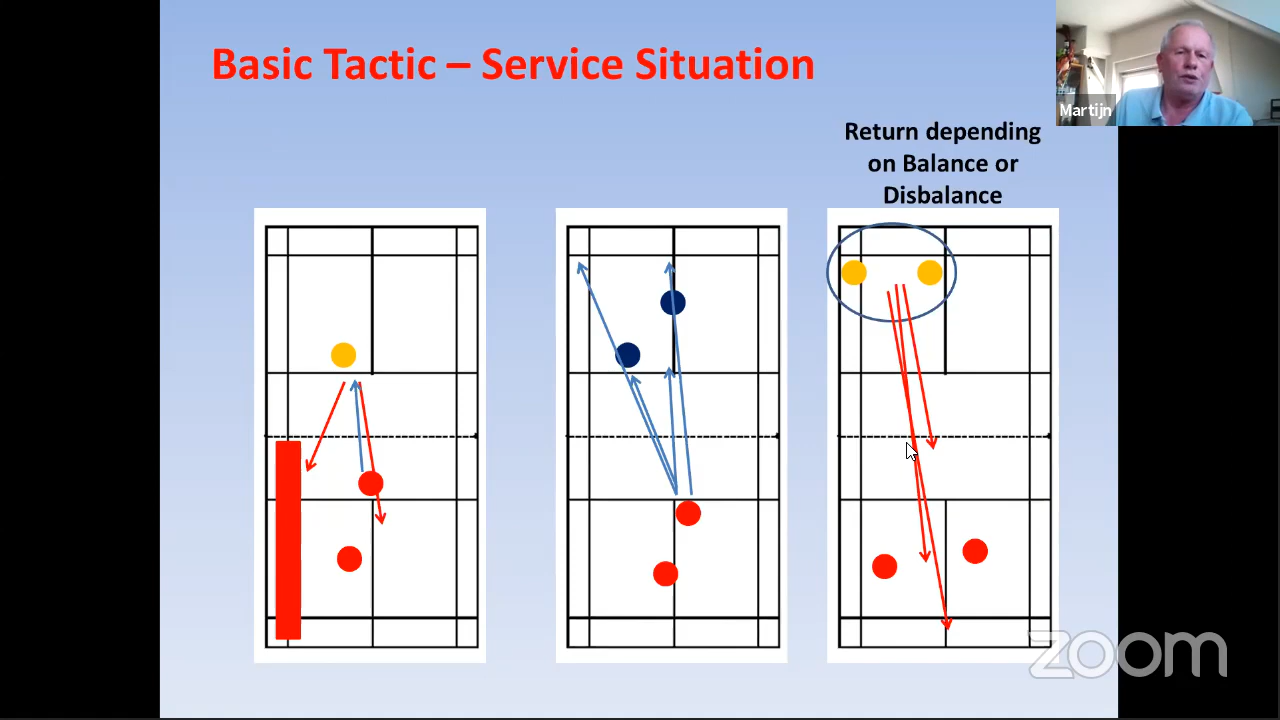 Basic Tactic – Service Situation
Martijn
Return depending
on Balance or
Disbalance
zoom